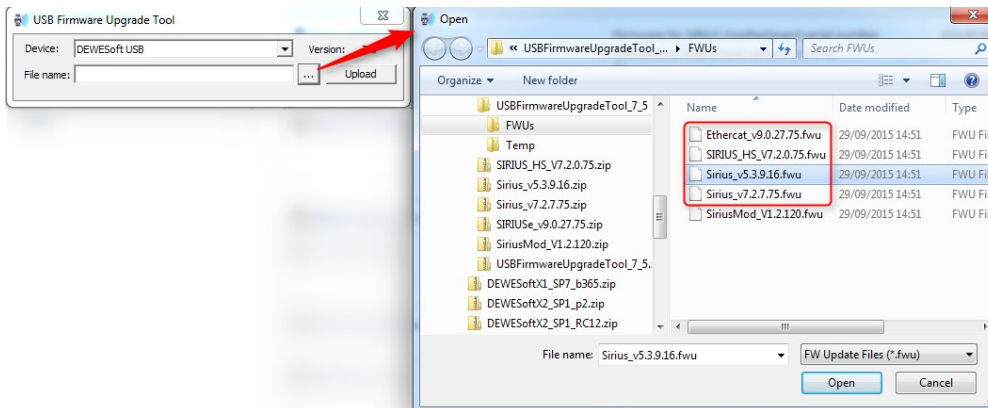 USB Firmware Upgrade Tool
Device: DEWESoft USB Version:
File name: ... Upload
Open
« USBFirmwareUpgradeTool_... ▸ FWUs Search FWUs
Organize New folder
USBFirmwareUpgradeTool_7_5
FWUs
Temp
SIRIUS_HS_V7.2.0.75.zip
Sirius_v5.3.9.16.zip
Sirius_v7.2.7.75.zip
SIRIUSe_v9.0.27.75.zip
SiriusMod_V1.2.120.zip
USBFirmwareUpgradeTool_7_5.
DEWESoftX1_SP7_b365.zip
DEWESoftX2_SP1_p2.zip
DEWESoftX2_SP1_RC12.zip
Name Date modified Type
Ethercat_v9.0.27.75.fwu 29/09/2015 14:51 FWU Fi
SIRIUS_HS_V7.2.0.75.fwu 29/09/2015 14:51 FWU Fi
Sirius_v5.3.9.16.fwu 29/09/2015 14:51 FWU Fi
Sirius_v7.2.7.75.fwu 29/09/2015 14:51 FWU Fi
SiriusMod_V1.2.120.fwu 29/09/2015 14:51 FWU Fi
File name: Sirius_v5.3.9.16.fwu FW Update Files (*.fwu)
Open Cancel